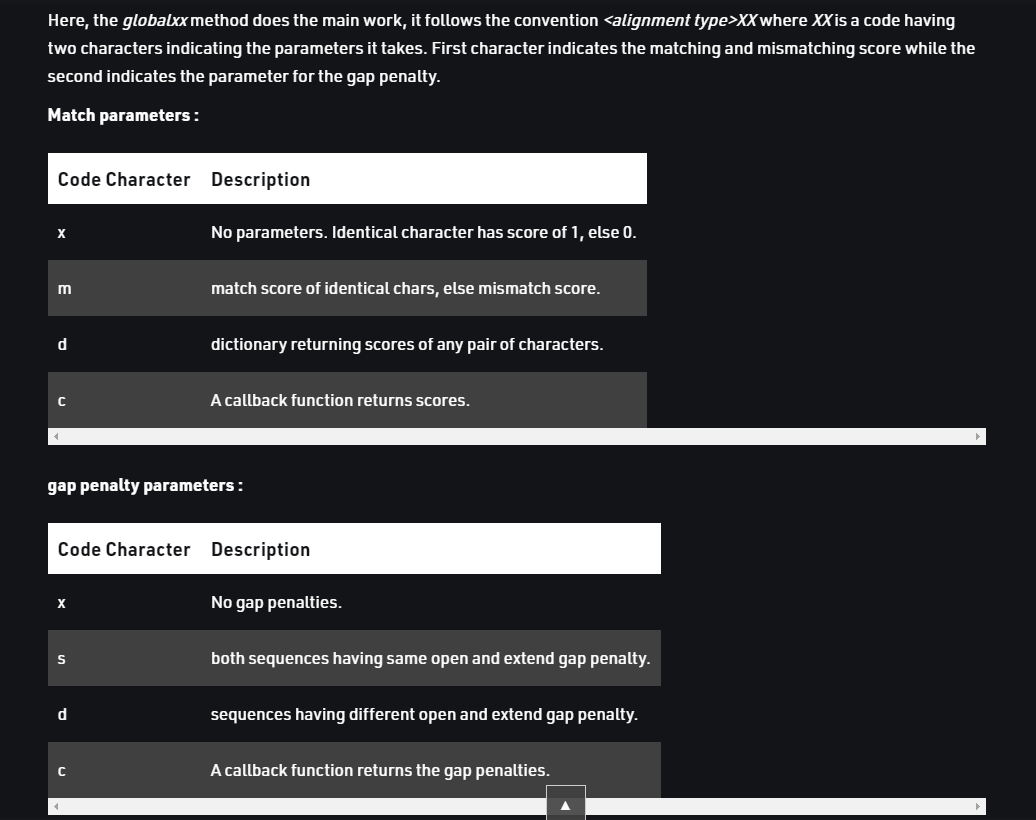 Here, the globalxx method does the main work, it follows the convention <alignment type>XX where XX is a code having
two characters indicating the parameters it takes. First character indicates the matching and mismatching score while the
second indicates the parameter for the gap penalty.
Match parameters :
Code Character Description
x No parameters. Identical character has score of 1, else 0.
m match score of identical chars, else mismatch score.
d dictionary returning scores of any pair of characters.
c A callback function returns scores.
gap penalty parameters :
Code Character Description
x No gap penalties.
s both sequences having same open and extend gap penalty.
d sequences having different open and extend gap penalty.
c A callback function returns the gap penalties.